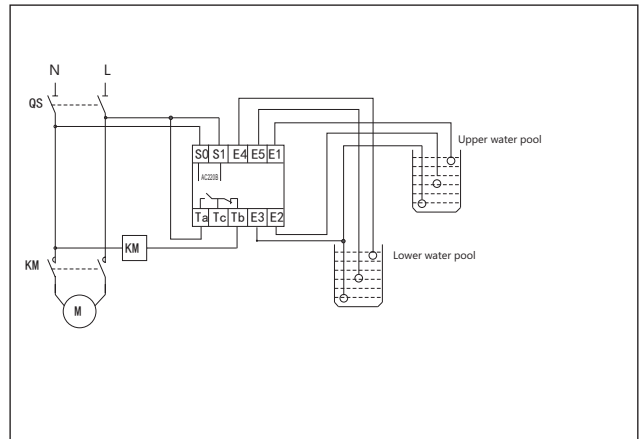 N L
QS
S0 S1 E4 E5 E1
Upper water pool
AC220B
Ta Tc Tb E3 E2
KM
Lower water pool
KM
M